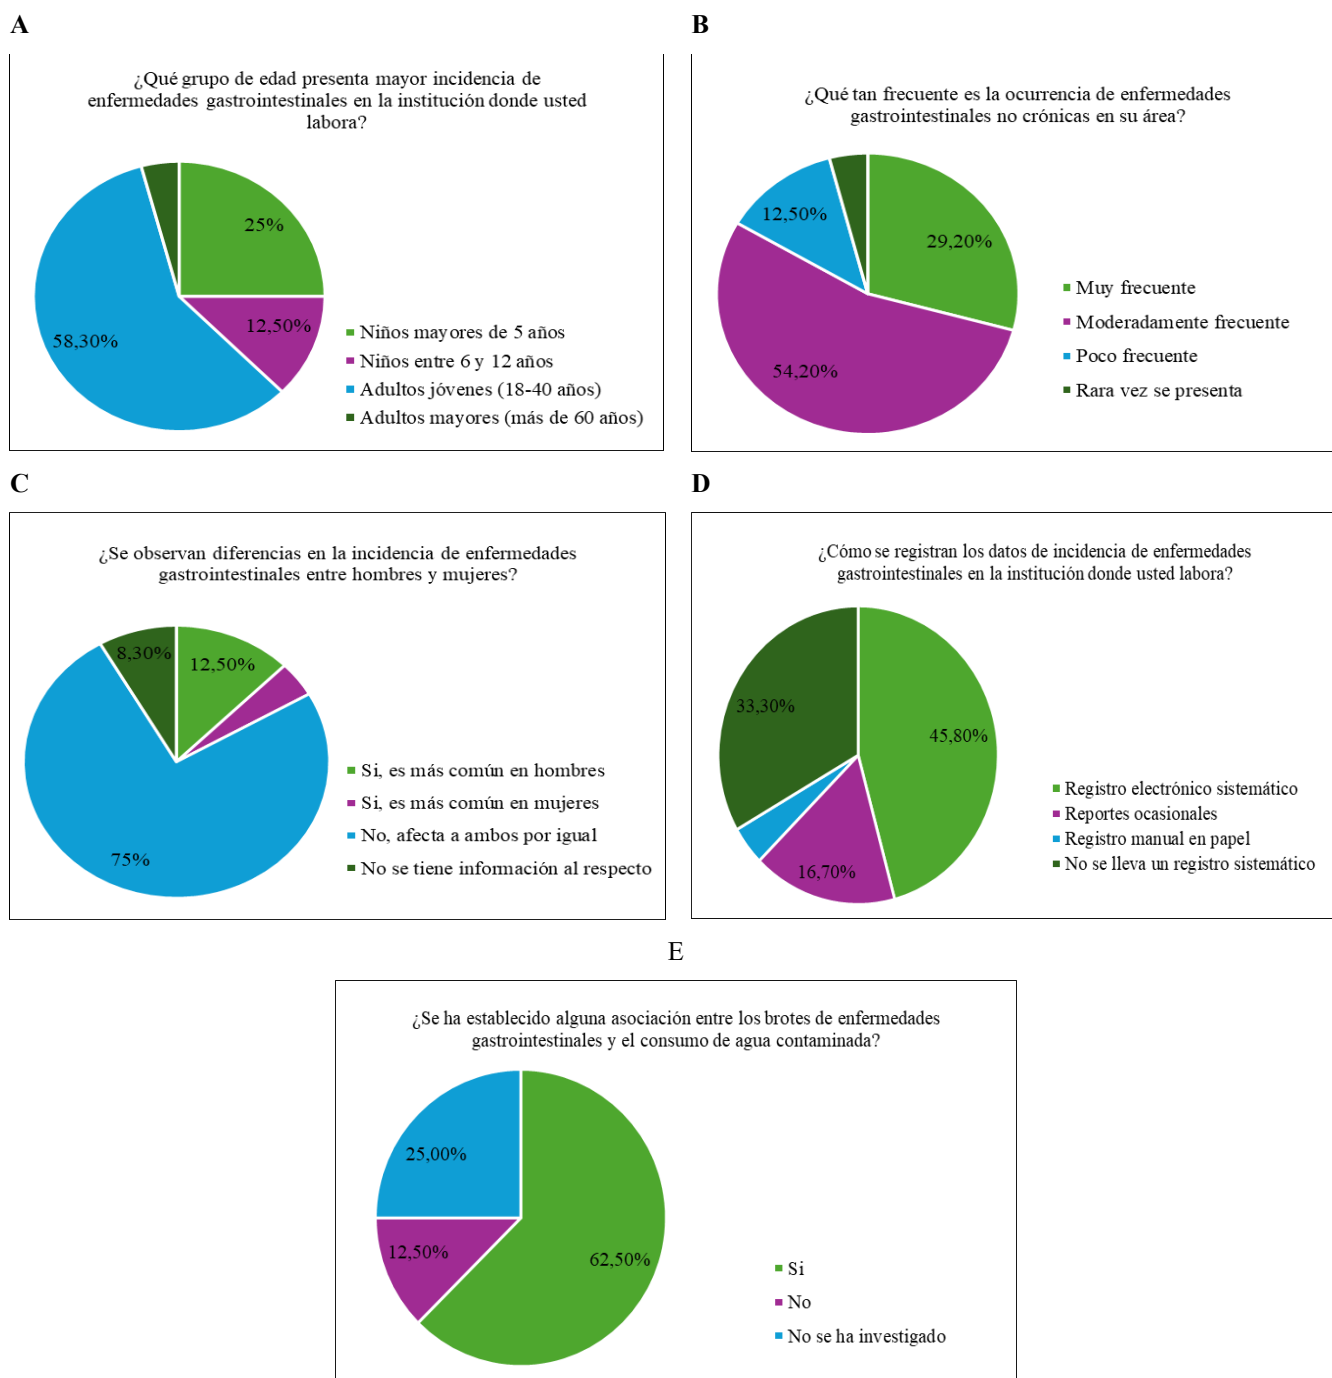 A
¿Qué grupo de edad presenta mayor incidencia de
enfermedades gastrointestinales en la institución donde usted
labora?
25%
12,50%
58,30%
Niños mayores de 5 años
Niños entre 6 y 12 años
Adultos jóvenes (18-40 años)
Adultos mayores (más de 60 años)
B
¿Qué tan frecuente es la ocurrencia de enfermedades
gastrointestinales no crónicas en su área?
12,50%
29,20%
54,20%
Muy frecuente
Moderadamente frecuente
Poco frecuente
Rara vez se presenta
C
¿Se observan diferencias en la incidencia de enfermedades
gastrointestinales entre hombres y mujeres?
8,30%
12,50%
75%
Si, es más común en hombres
Si, es más común en mujeres
No, afecta a ambos por igual
No se tiene información al respecto
D
¿Cómo se registran los datos de incidencia de enfermedades
gastrointestinales en la institución donde usted labora?
33,30%
45,80%
16,70%
Registro electrónico sistemático
Reportes ocasionales
Registro manual en papel
No se lleva un registro sistemático
E
¿Se ha establecido alguna asociación entre los brotes de enfermedades
gastrointestinales y el consumo de agua contaminada?
25,00%
12,50%
62,50%
Si
No
No se ha investigado